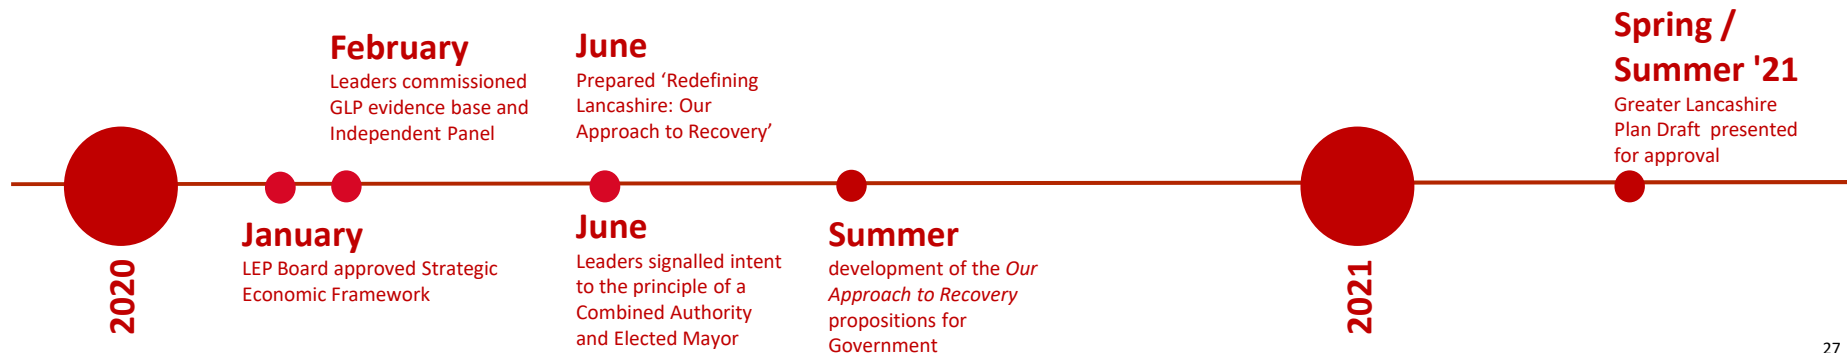 February
Leaders commissioned
GLP evidence base and
Independent Panel
June
Prepared ‘Redefining
Lancashire: Our
Approach to Recovery’
Spring /
Summer '21
Greater Lancashire
Plan Draft presented
for approval
2020
January
LEP Board approved Strategic
Economic Framework
June
Leaders signalled intent
to the principle of a
Combined Authority
and Elected Mayor
Summer
development of the Our
Approach to Recovery
propositions for
Government
2021
27